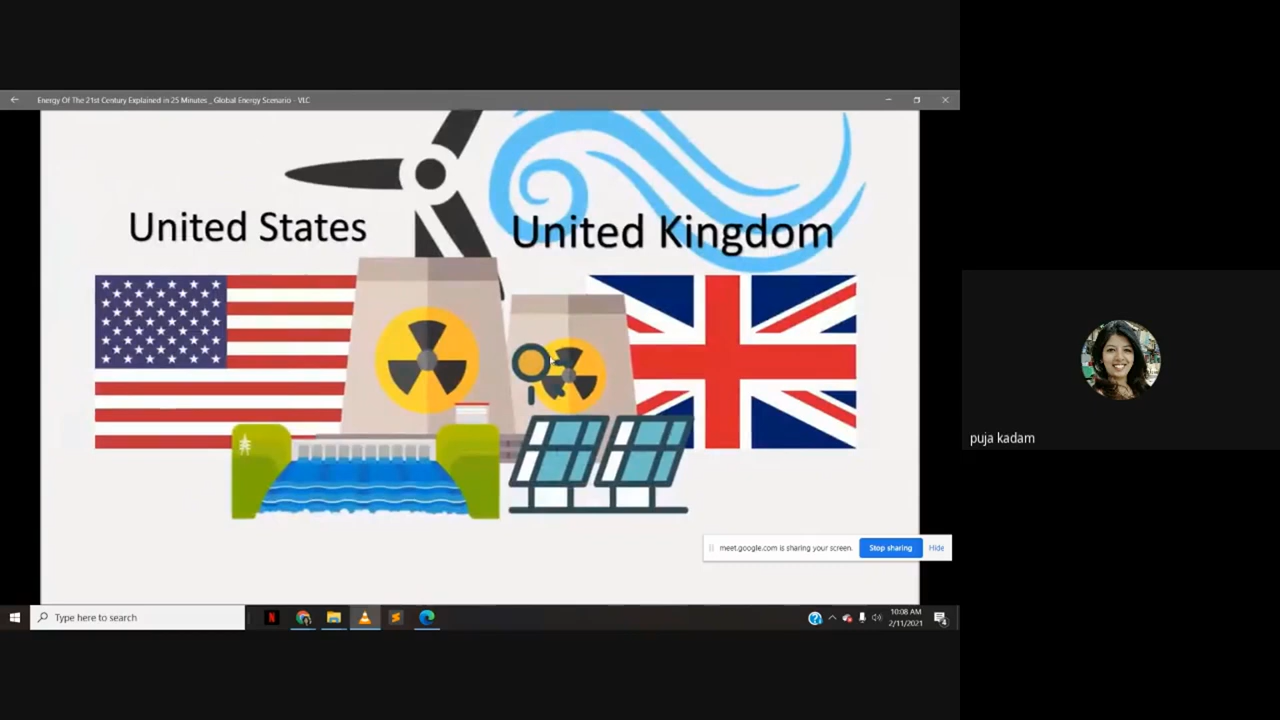 Energy Of The 21st Century Explained in 25 Minutes _ Global Energy Scenario - VLC
United States
United Kingdom
puja kadam
meet.google.com is sharing your screen.
Stop sharing
Hide
Type here to search
N
10:08 AM
2/11/2021
4